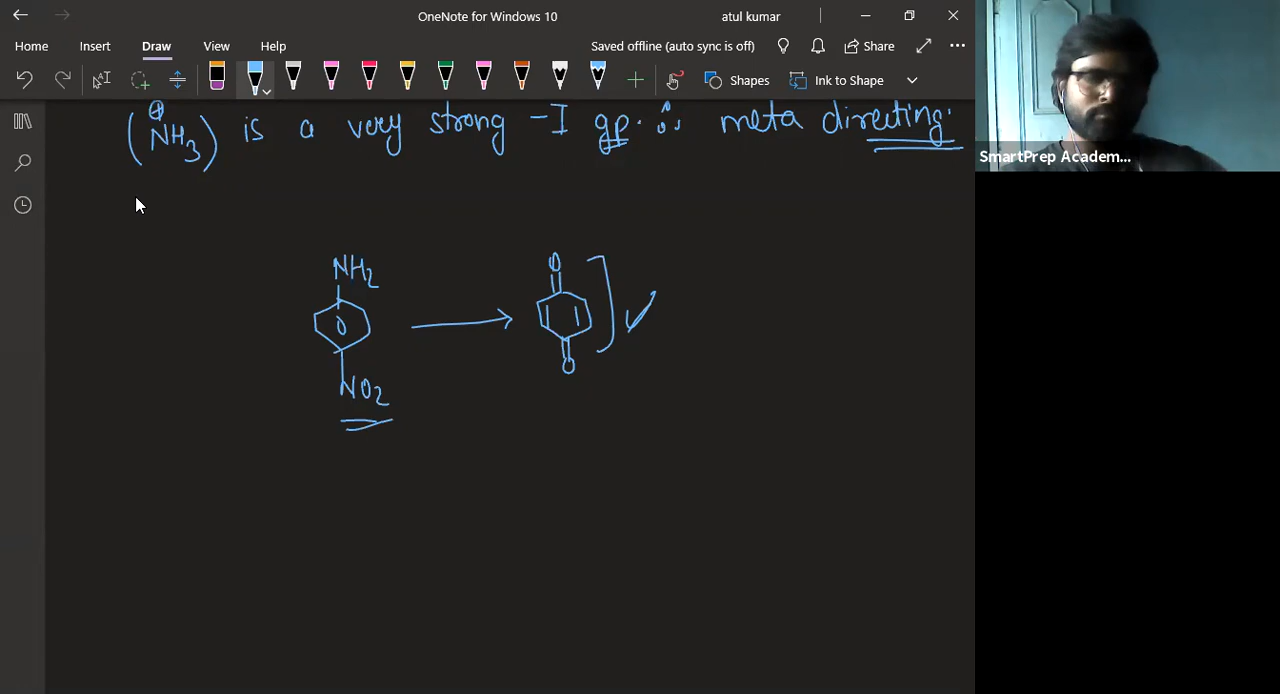 OneNote for Windows 10
atul kumar
Home Insert Draw View Help
Saved offline (auto sync is off)
Share
Shapes
Ink to Shape
SmartPrep Academ...
(⊕NH₃) is a very strong -I gp. ∴ meta directing.
NH₂
NO₂
O
O